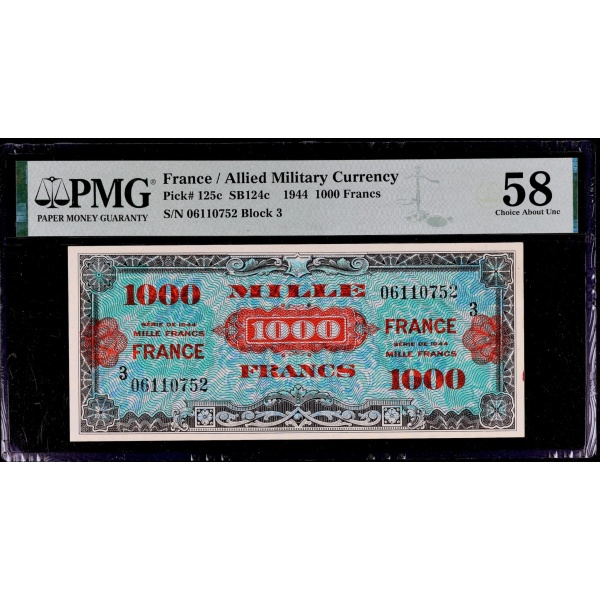 PMG®
PAPER MONEY GUARANTY
France / Allied Military Currency
Pick# 125c SB124c 1944 1000 Francs
S/N 06110752 Block 3
58
Choice About Unc
1000 MILLE 06110752
3
SÉRIE DE 1944
MILLE FRANCS
FRANCE
1000
FRANCE
SÉRIE DE 1944
MILLE FRANCS
3
06110752
FRANCS
1000